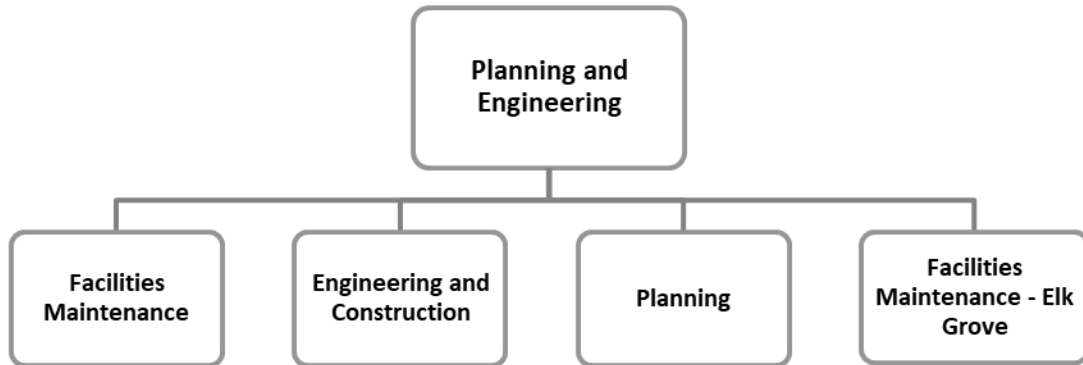 Planning and
Engineering
Facilities
Maintenance
Engineering and
Construction
Planning
Facilities
Maintenance - Elk
Grove